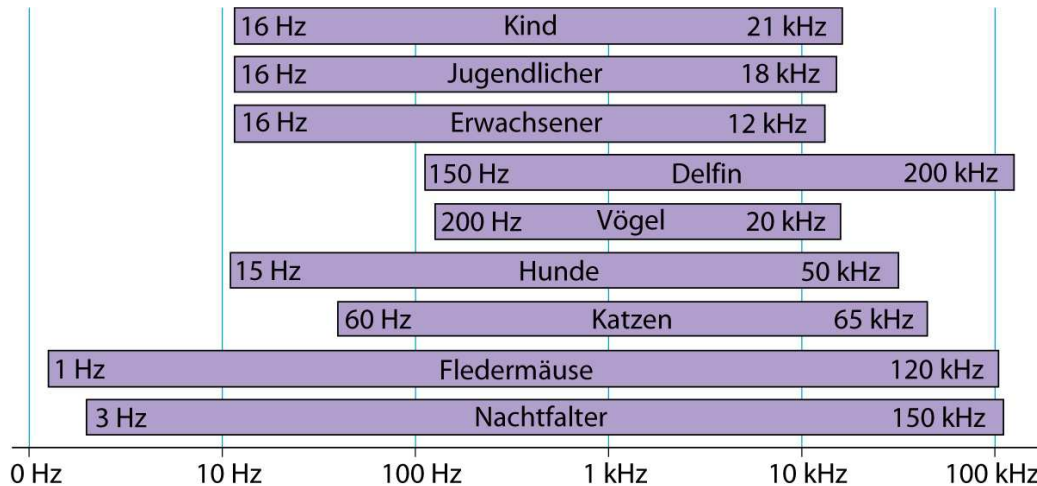 16 Hz Kind 21 kHz
16 Hz Jugendlicher 18 kHz
16 Hz Erwachsener 12 kHz
150 Hz Delfin 200 kHz
200 Hz Vögel 20 kHz
15 Hz Hunde 50 kHz
60 Hz Katzen 65 kHz
1 Hz Fledermäuse 120 kHz
3 Hz Nachtfalter 150 kHz
0 Hz 10 Hz 100 Hz 1 kHz 10 kHz 100 kHz